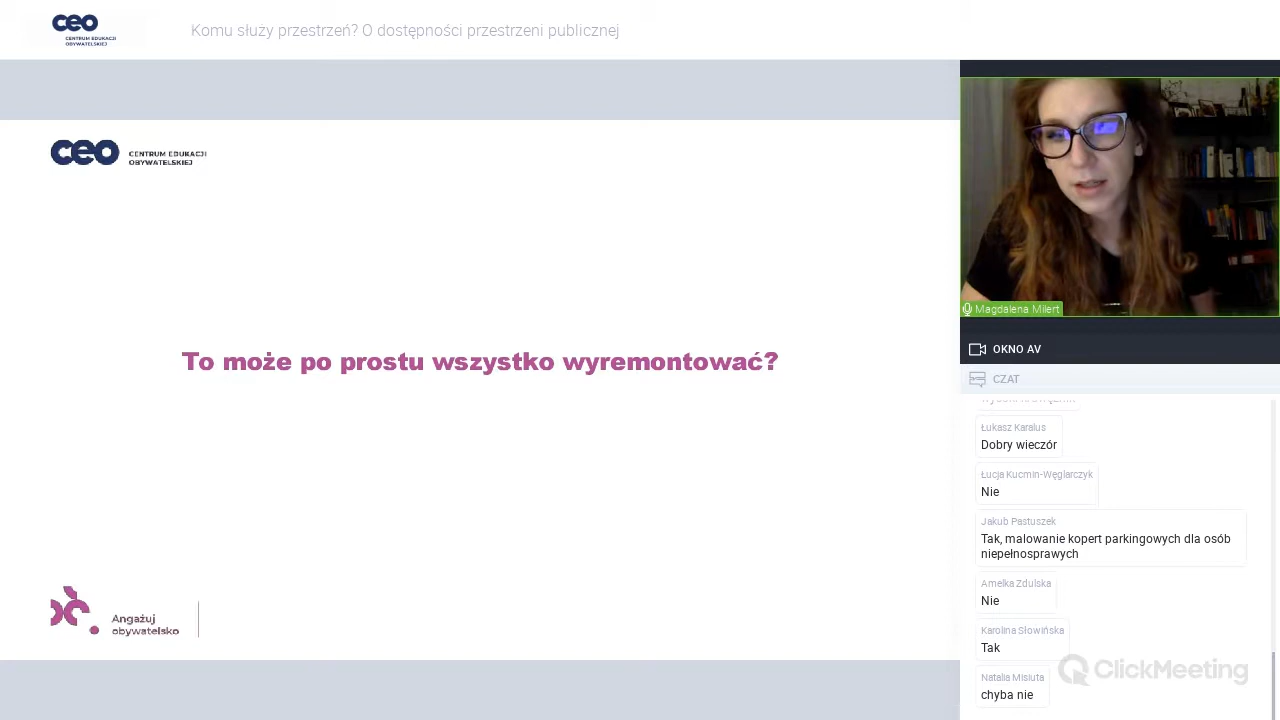 ceo
CENTRUM EDUKACJI
OBYWATELSKIEJ
Komu służy przestrzeń? O dostępności przestrzeni publicznej
ceo
CENTRUM EDUKACJI
OBYWATELSKIEJ
To może po prostu wszystko wyremontować?
Angażuj
obywatelsko
Magdalena Milert
OKNO AV
CZAT
Łukasz Karalus
Dobry wieczór
Łucja Kucmin-Węglarczyk
Nie
Jakub Pastuszek
Tak, malowanie kopert parkingowych dla osób
niepełnosprawych
Amelka Zdulska
Nie
Karolina Słowińska
Tak
Natalia Misiuta
chyba nie
ClickMeeting